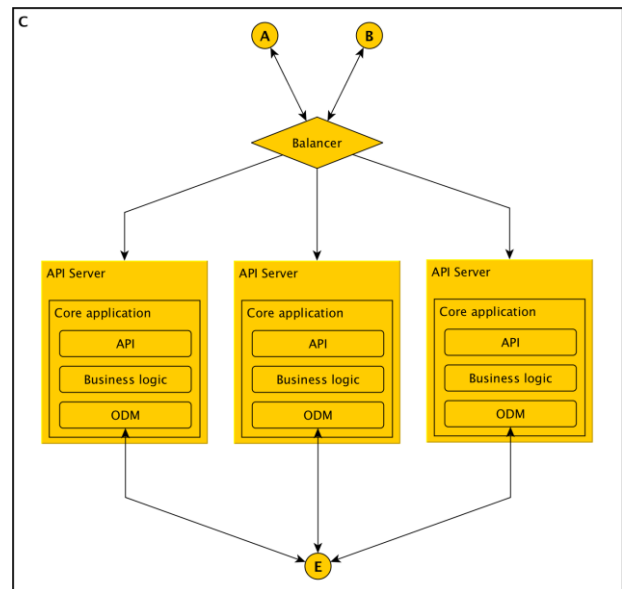 C
A
B
Balancer
API Server
Core application
API
Business logic
ODM
API Server
Core application
API
Business logic
ODM
API Server
Core application
API
Business logic
ODM
E